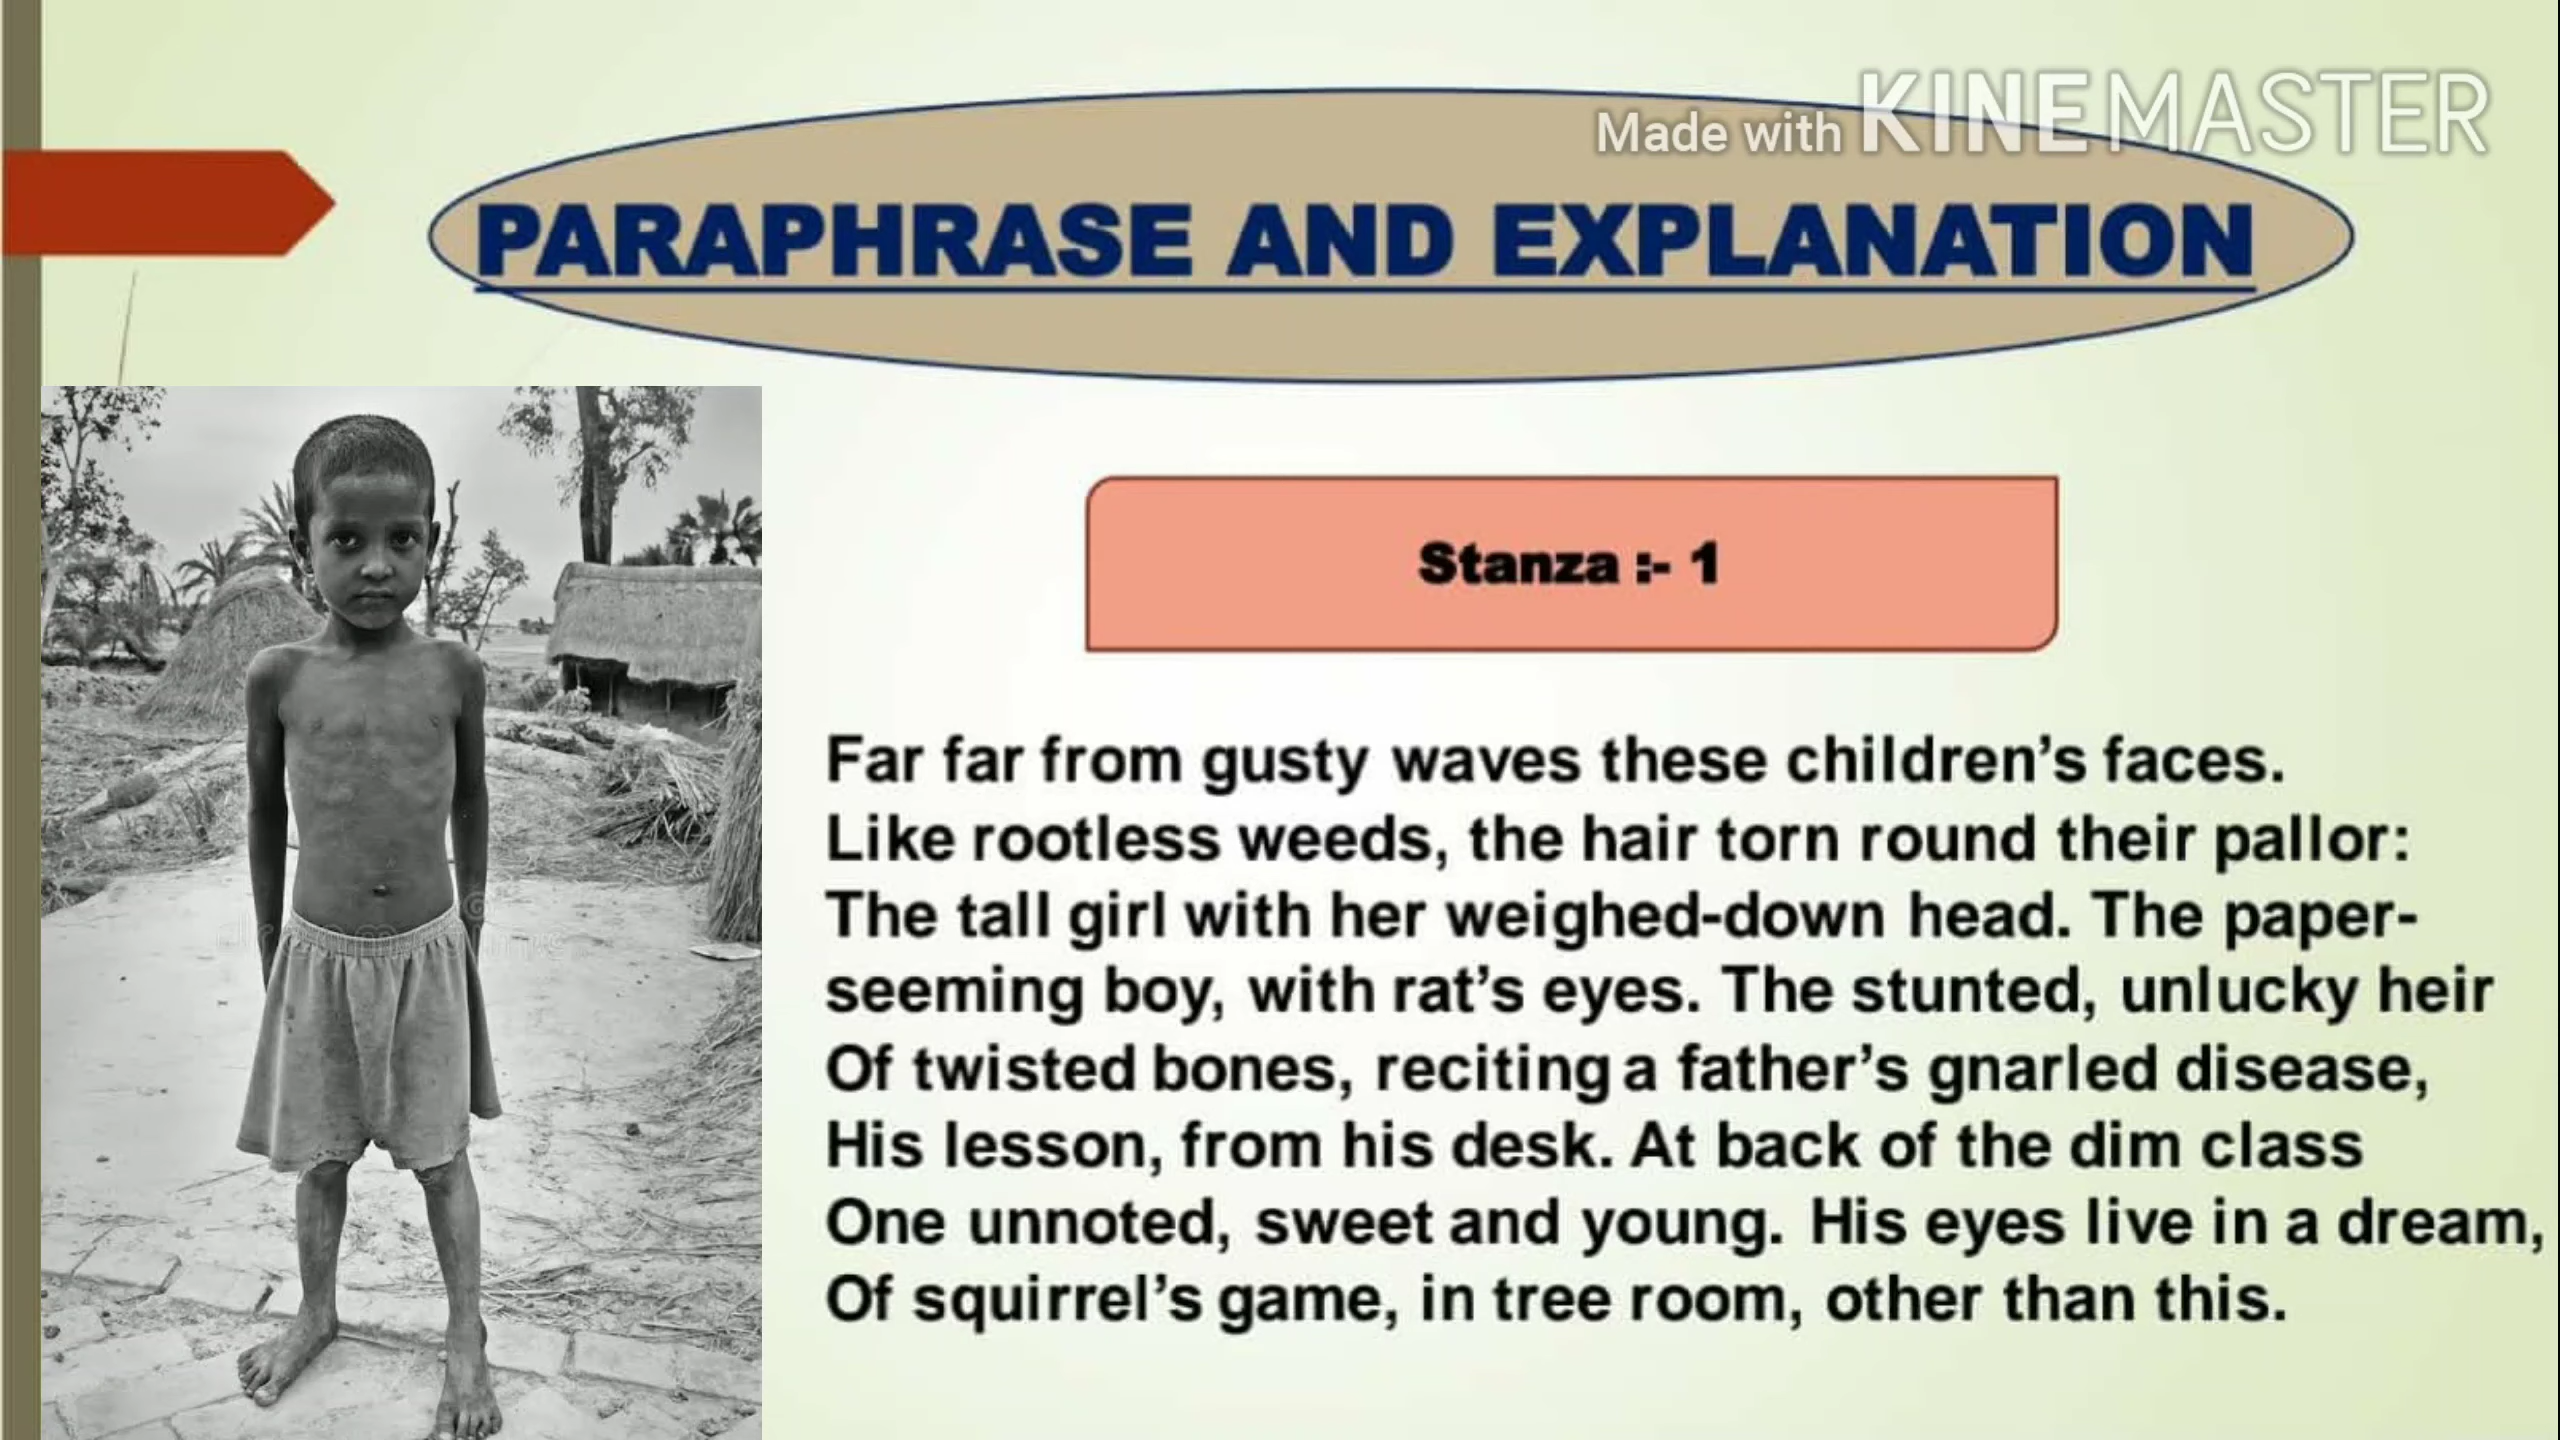 Made with KINEMASTER
PARAPHRASE AND EXPLANATION
Stanza :- 1
Far far from gusty waves these children's faces.
Like rootless weeds, the hair torn round their pallor:
The tall girl with her weighed-down head. The paper-
seeming boy, with rat's eyes. The stunted, unlucky heir
Of twisted bones, reciting a father's gnarled disease,
His lesson, from his desk. At back of the dim class
One unnoted, sweet and young. His eyes live in a dream,
Of squirrel's game, in tree room, other than this.